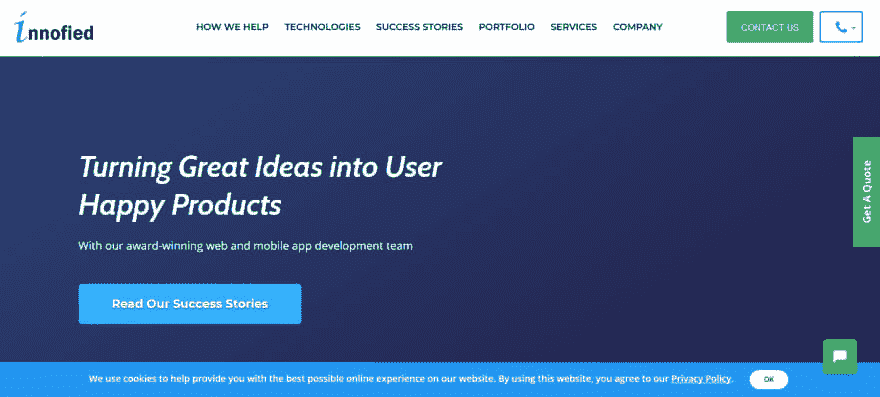 innofied
HOW WE HELP TECHNOLOGIES SUCCESS STORIES PORTFOLIO SERVICES COMPANY
CONTACT US
Turning Great Ideas into User
Happy Products
With our award-winning web and mobile app development team
Read Our Success Stories
Get A Quote
We use cookies to help provide you with the best possible online experience on our website. By using this website, you agree to our Privacy Policy.
OK